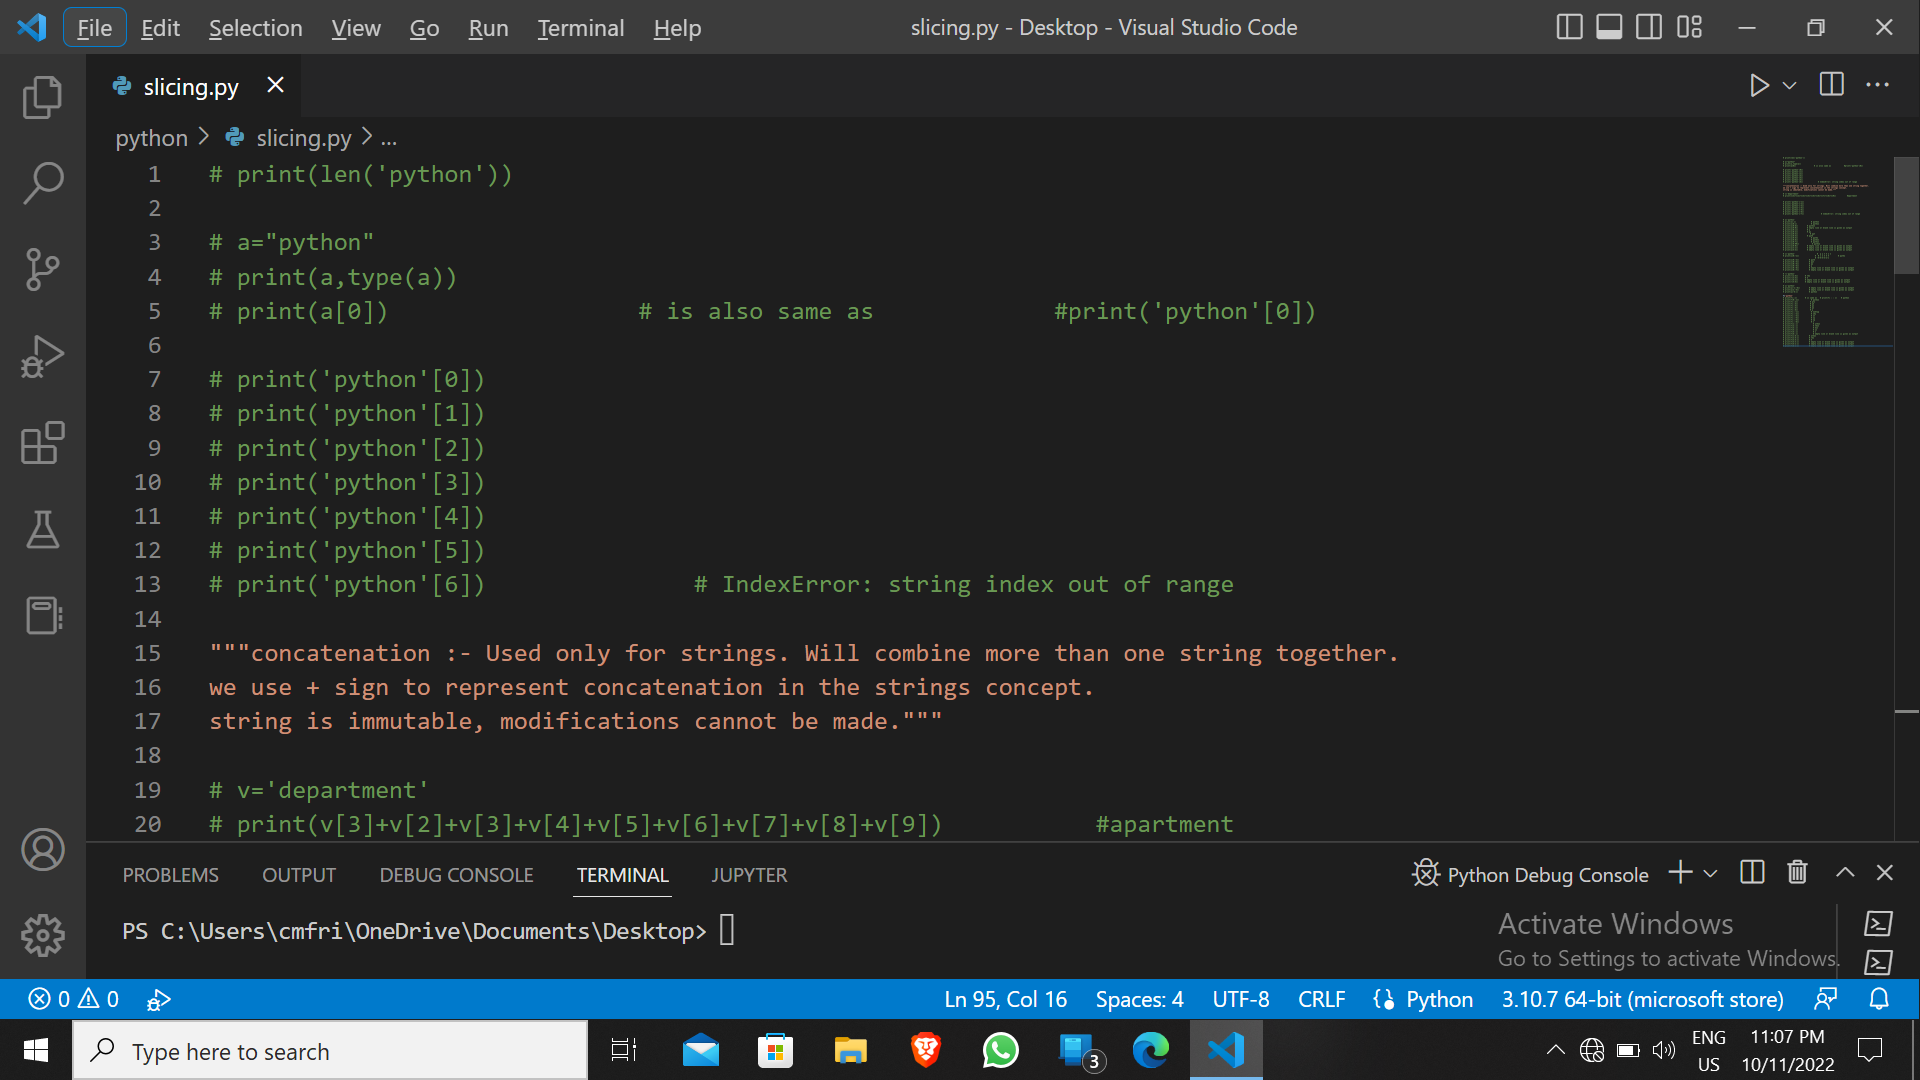 File Edit Selection View Go Run Terminal Help slicing.py - Desktop - Visual Studio Code
slicing.py
python > slicing.py > ...
1 # print(len('python'))
2
3 # a="python"
4 # print(a,type(a))
5 # print(a[0]) # is also same as #print('python'[0])
6
7 # print('python'[0])
8 # print('python'[1])
9 # print('python'[2])
10 # print('python'[3])
11 # print('python'[4])
12 # print('python'[5])
13 # print('python'[6]) # IndexError: string index out of range
14
15 """concatenation :- Used only for strings. Will combine more than one string together.
16 we use + sign to represent concatenation in the strings concept.
17 string is immutable, modifications cannot be made."""
18
19 # v='department'
20 # print(v[3]+v[2]+v[3]+v[4]+v[5]+v[6]+v[7]+v[8]+v[9]) #apartment
PROBLEMS OUTPUT DEBUG CONSOLE TERMINAL JUPYTER Python Debug Console
PS C:\Users\cmfri\OneDrive\Documents\Desktop>
Activate Windows
Go to Settings to activate Windows.
0 0 Ln 95, Col 16 Spaces: 4 UTF-8 CRLF Python 3.10.7 64-bit (microsoft store)
Type here to search 3 ENG 11:07 PM
US 10/11/2022